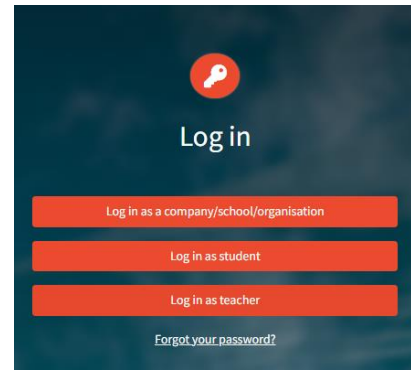 Log in
Log in as a company/school/organisation
Log in as student
Log in as teacher
Forgot your password?